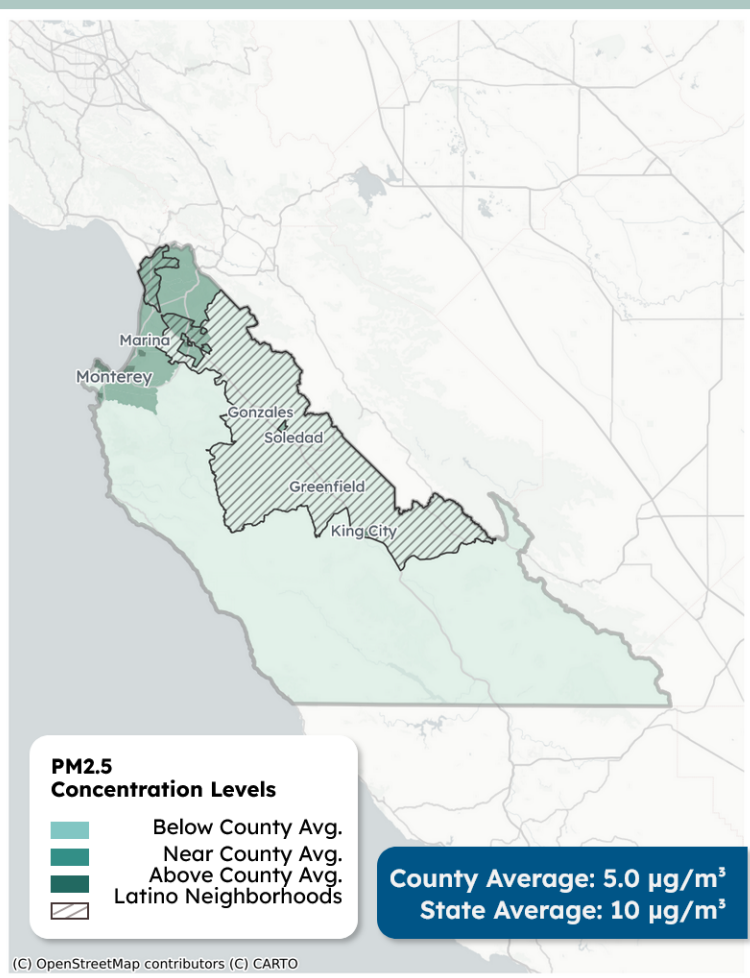 Marina
Monterey
Gonzales
Soledad
Greenfield
King City
PM2.5
Concentration Levels
Below County Avg.
Near County Avg.
Above County Avg.
Latino Neighborhoods
County Average: 5.0 µg/m³
State Average: 10 µg/m³
(C) OpenStreetMap contributors (C) CARTO